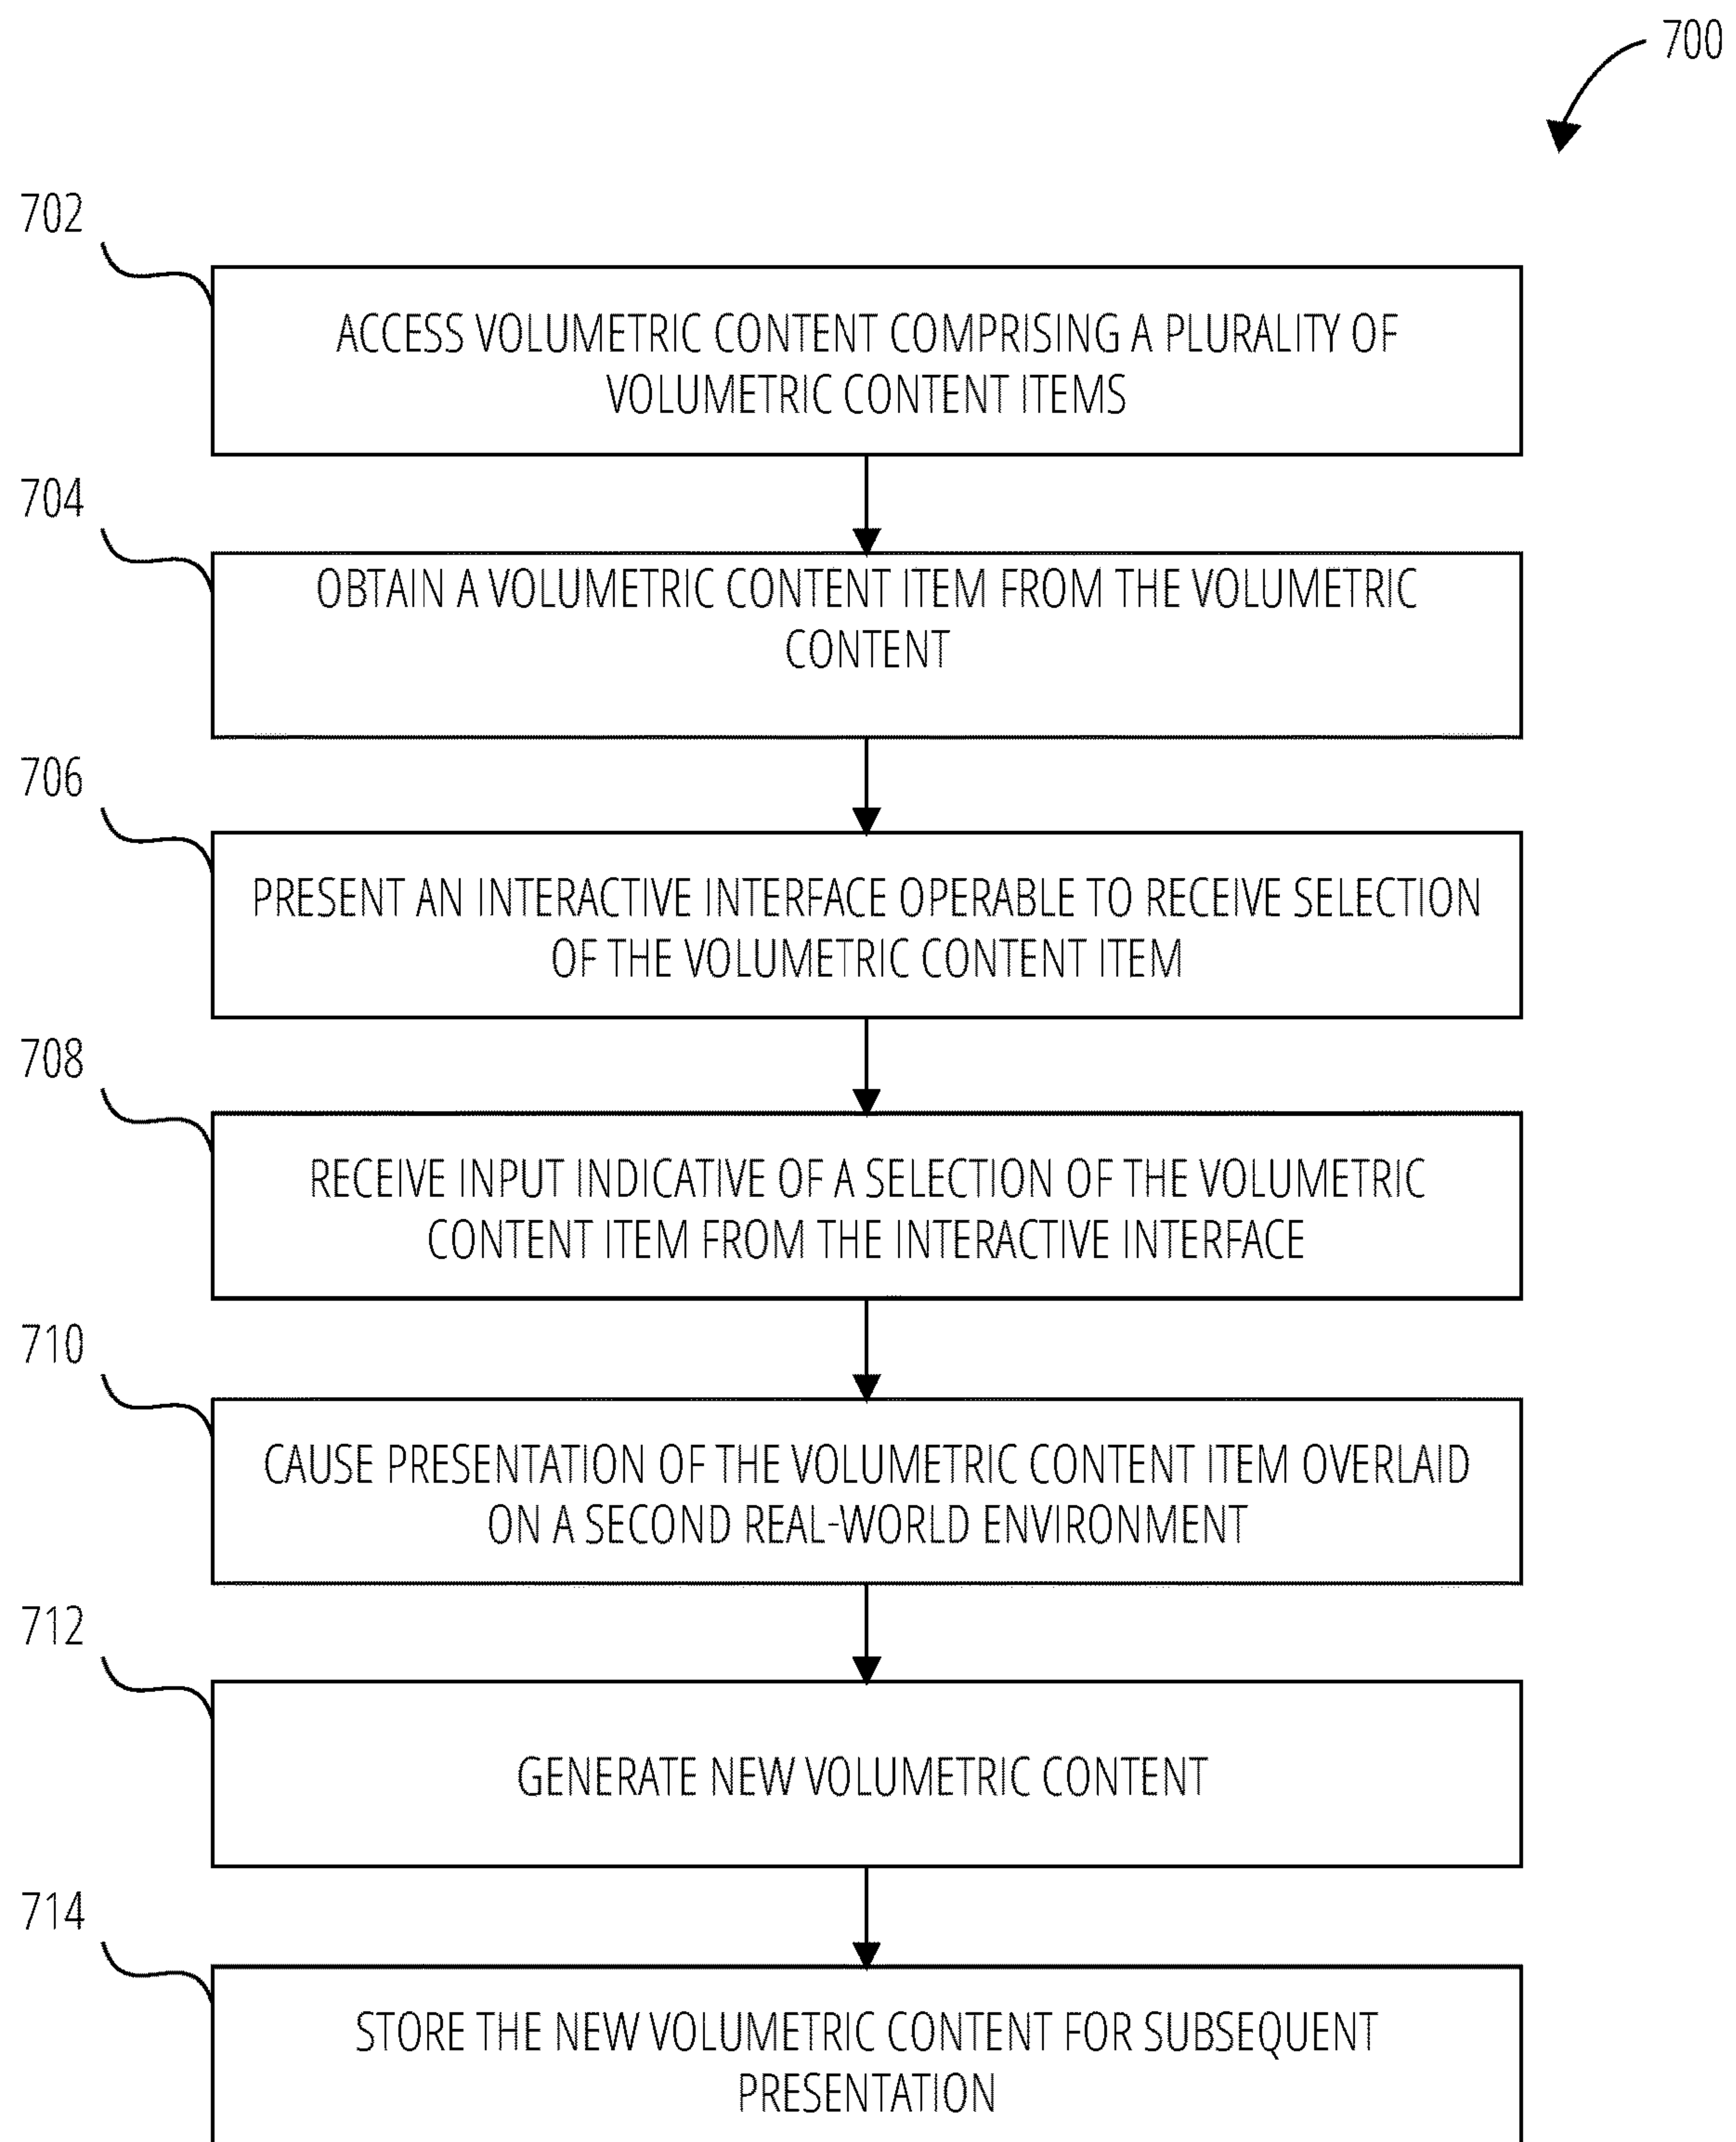 700
702
ACCESS VOLUMETRIC CONTENT COMPRISING A PLURALITY OF
VOLUMETRIC CONTENT ITEMS
704
OBTAIN A VOLUMETRIC CONTENT ITEM FROM THE VOLUMETRIC
CONTENT
706
PRESENT AN INTERACTIVE INTERFACE OPERABLE TO RECEIVE SELECTION
OF THE VOLUMETRIC CONTENT ITEM
708
RECEIVE INPUT INDICATIVE OF A SELECTION OF THE VOLUMETRIC
CONTENT ITEM FROM THE INTERACTIVE INTERFACE
710
CAUSE PRESENTATION OF THE VOLUMETRIC CONTENT ITEM OVERLAID
ON A SECOND REAL-WORLD ENVIRONMENT
712
GENERATE NEW VOLUMETRIC CONTENT
714
STORE THE NEW VOLUMETRIC CONTENT FOR SUBSEQUENT
PRESENTATION